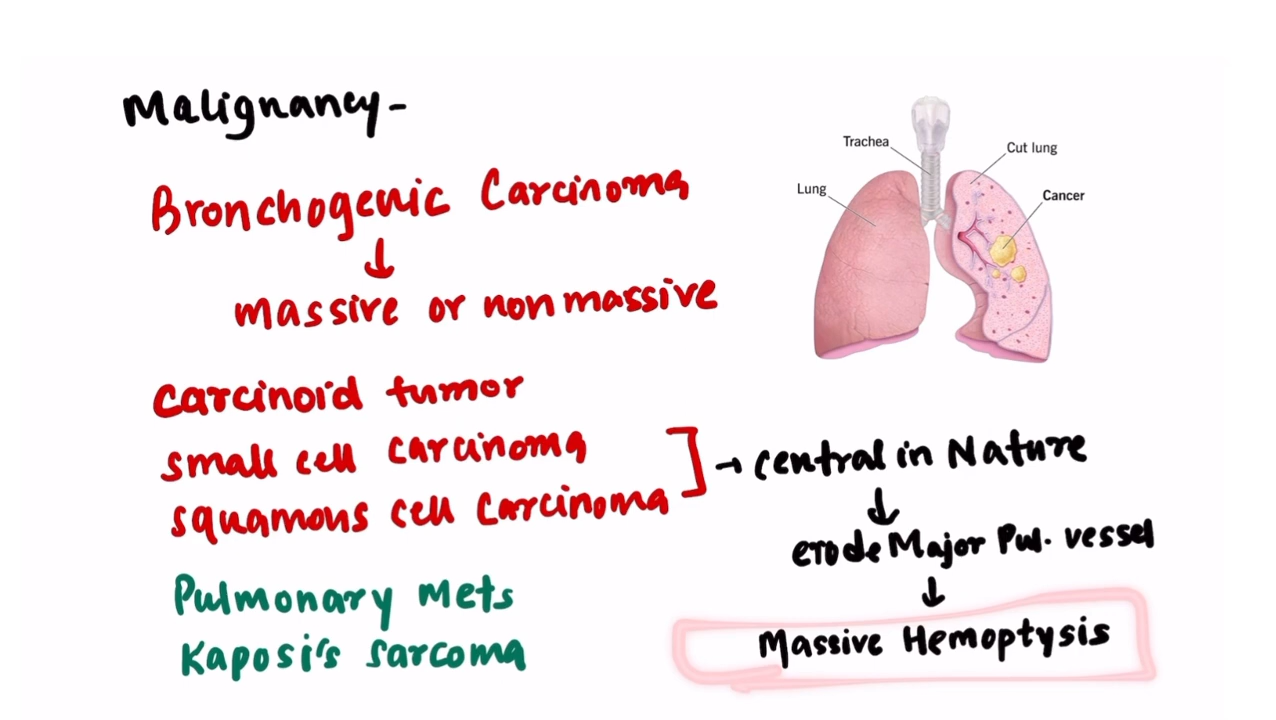 Malignancy-
Bronchogenic Carcinoma
↓
massive or nonmassive
Carcinoid tumor
small cell carcinoma
squamous cell carcinoma
→ central in Nature
↓
erode Major Pul. vessel
↓
Massive Hemoptysis
Pulmonary Mets
Kaposi's sarcoma
Trachea
Cut lung
Lung
Cancer